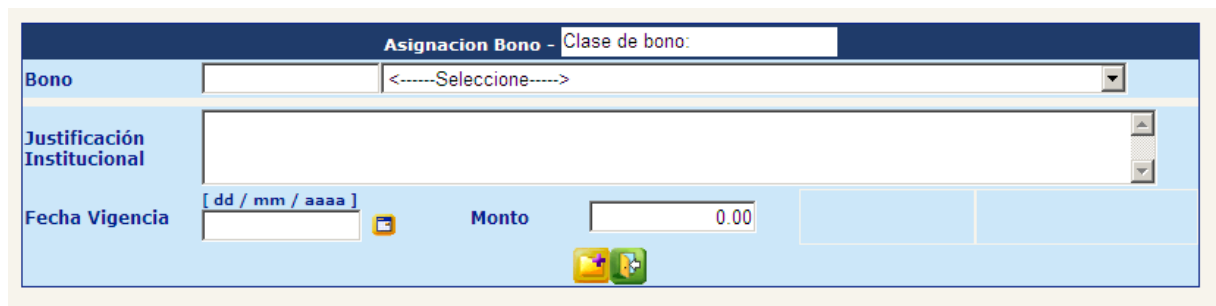 Asignacion Bono - Clase de bono:
Bono <------Seleccione----->
Justificación
Institucional
[ dd / mm / aaaa ]
Fecha Vigencia Monto 0.00